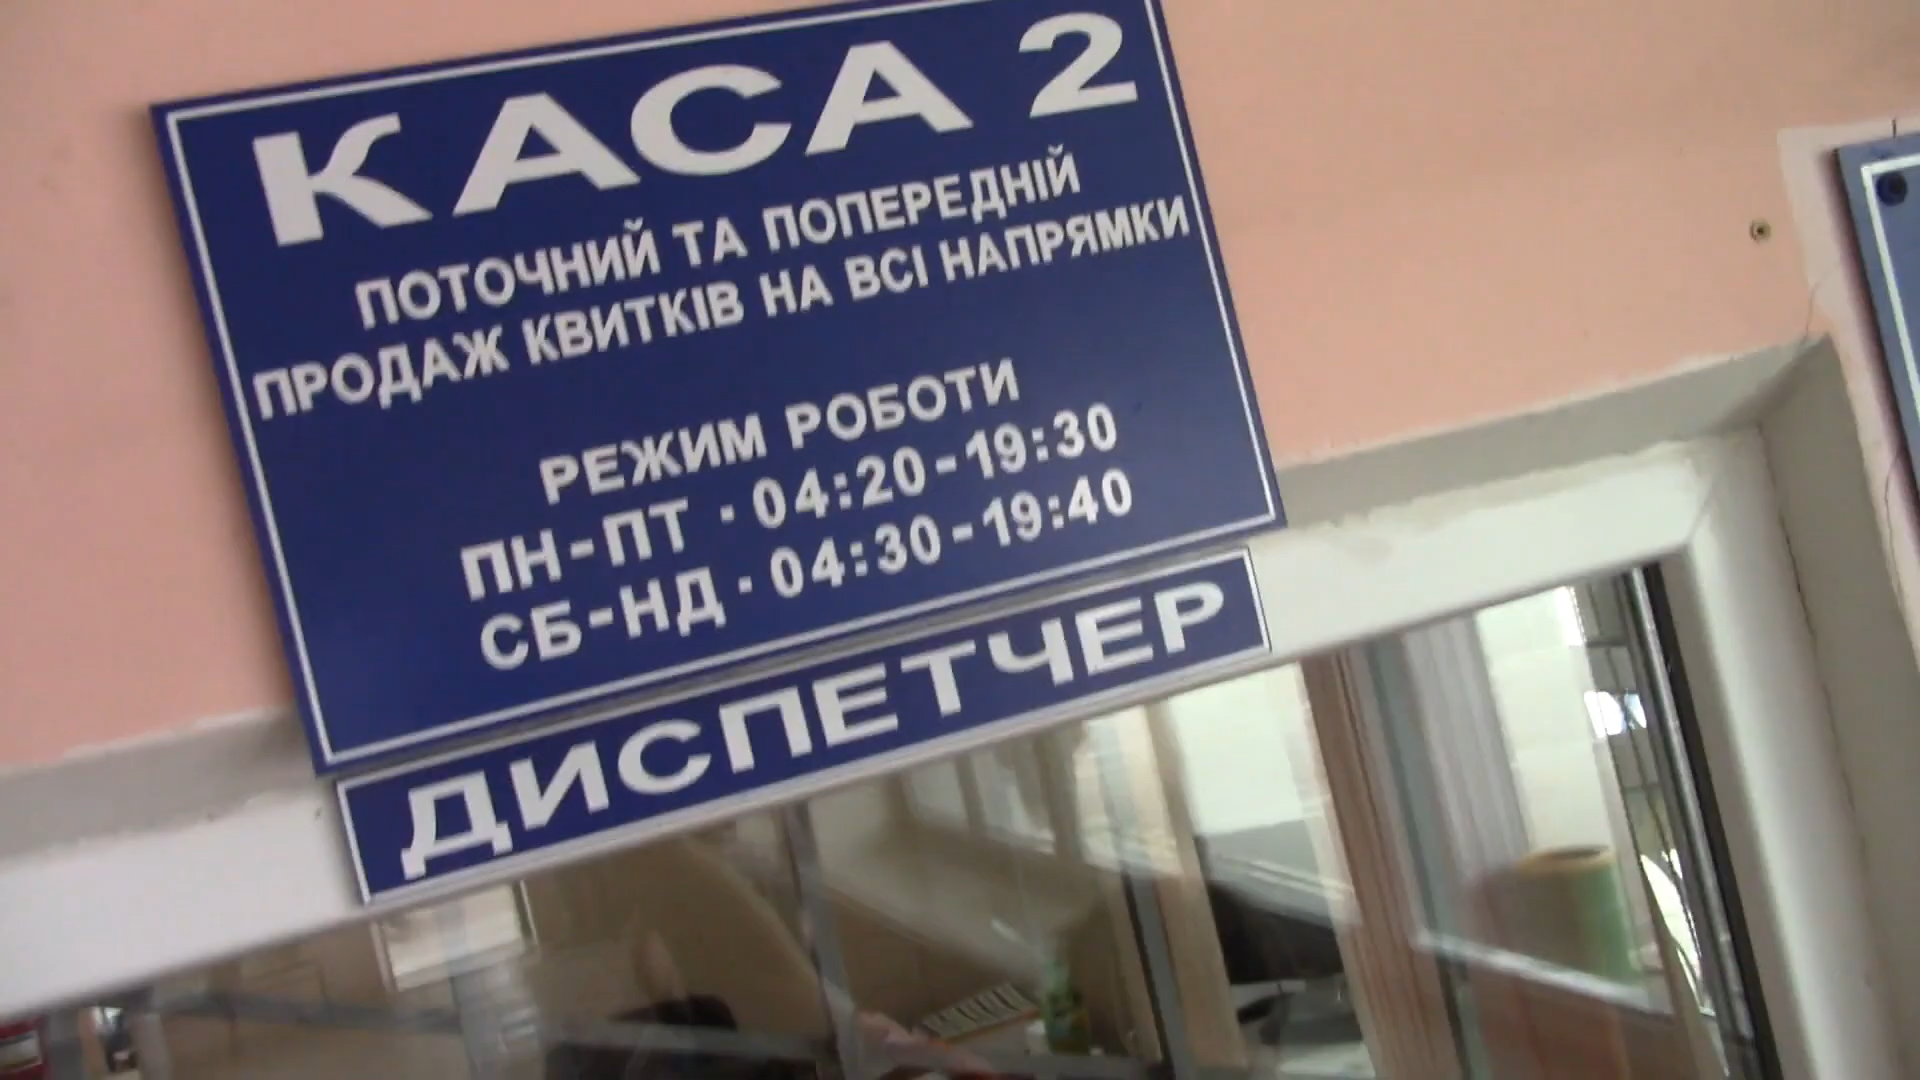 КАСА 2
ПОТОЧНИЙ ТА ПОПЕРЕДНІЙ
ПРОДАЖ КВИТКІВ НА ВСІ НАПРЯМКИ
РЕЖИМ РОБОТИ
ПН-ПТ - 04:20-19:30
СБ-НД - 04:30-19:40
ДИСПЕТЧЕР